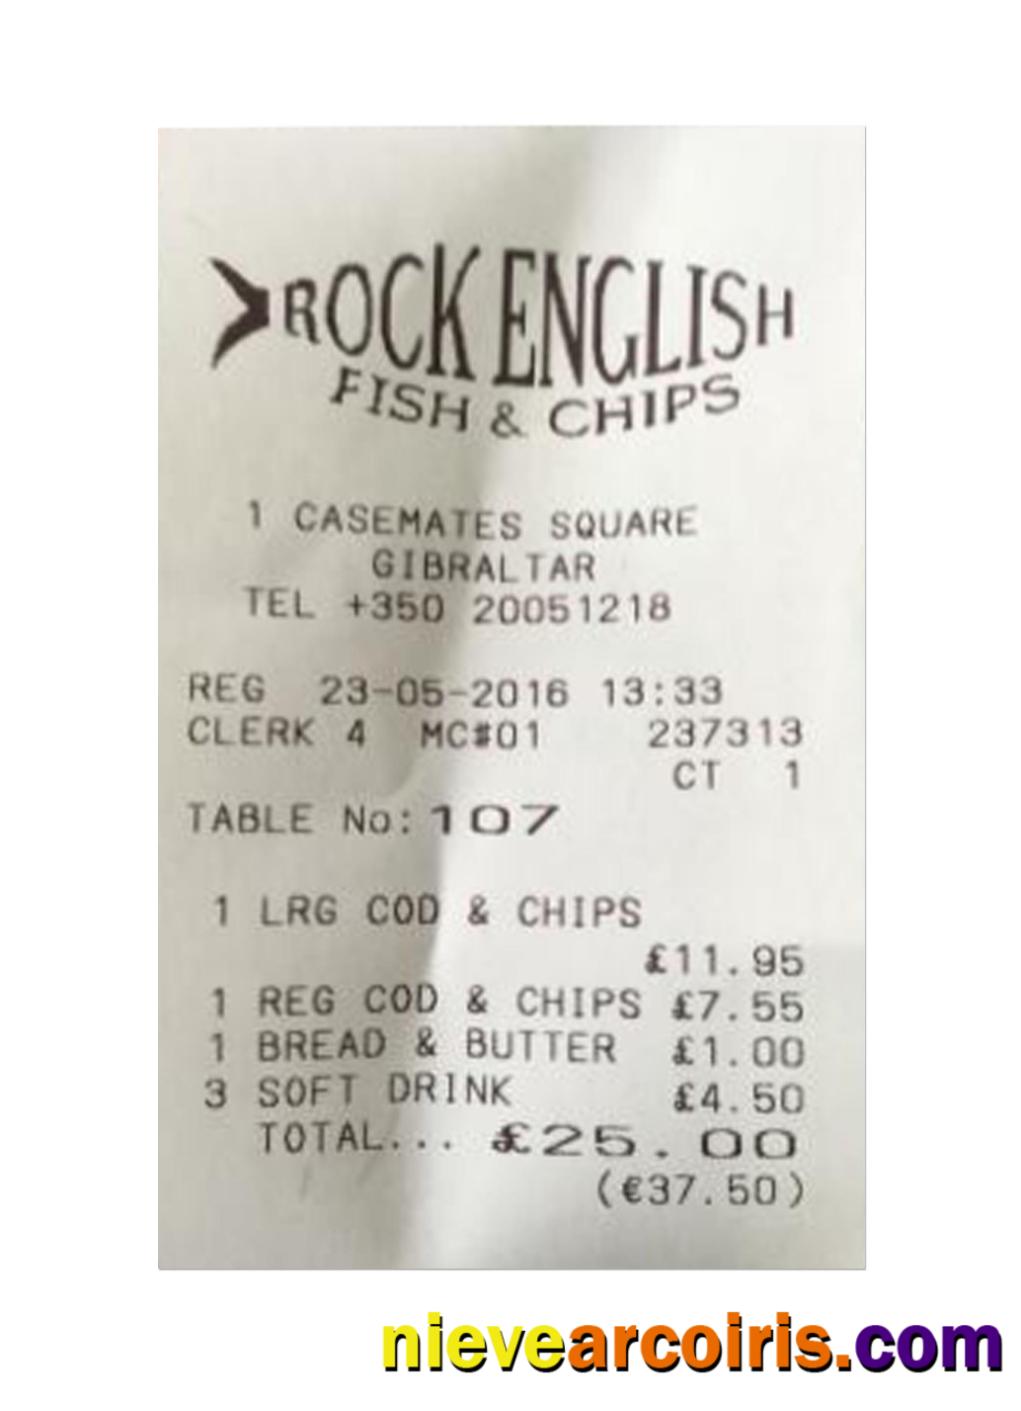 ROCK ENGLISH
FISH & CHIPS
1 CASEMATES SQUARE
GIBRALTAR
TEL +350 20051218
REG 23-05-2016 13:33
CLERK 4 MC#01 237313
CT 1
TABLE No: 107
1 LRG COD & CHIPS
£11.95
1 REG COD & CHIPS £7.55
1 BREAD & BUTTER £1.00
3 SOFT DRINK £4.50
TOTAL... £25.00
(€37.50)
nievearcoiris.com